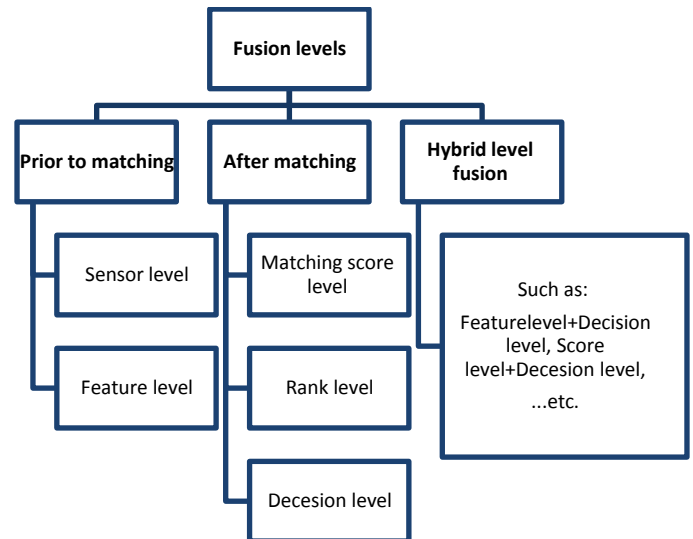 Fusion levels
Prior to matching
After matching
Hybrid level
fusion
Sensor level
Feature level
Matching score
level
Rank level
Decesion level
Such as:
Featurelevel+Decision
level, Score
level+Decesion level,
...etc.